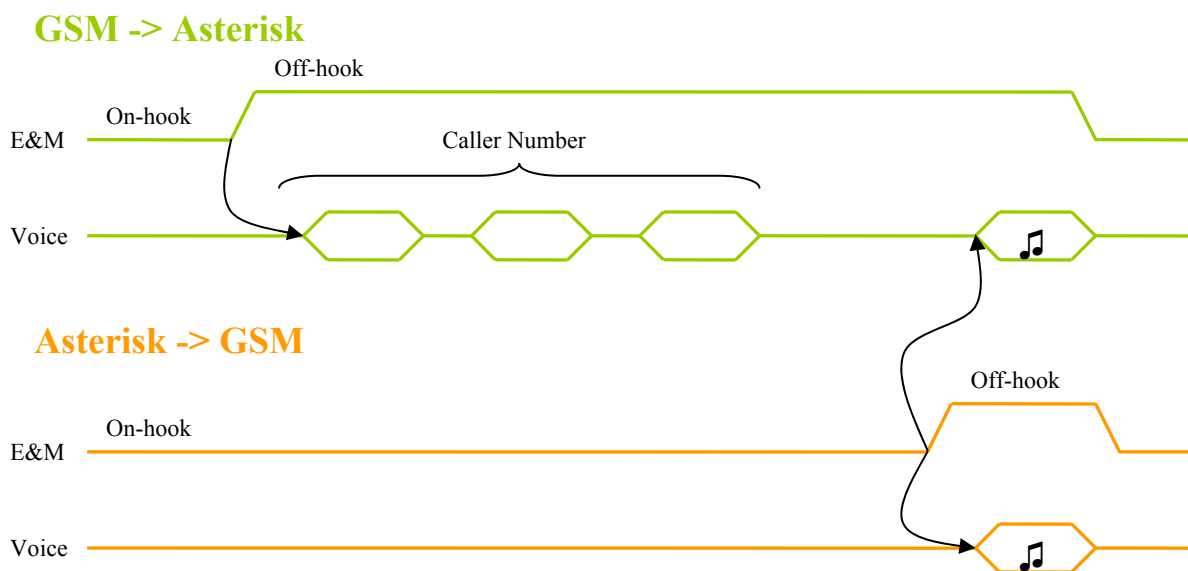 GSM -> Asterisk
Off-hook
On-hook
E&M
Caller Number
Voice
Asterisk -> GSM
Off-hook
On-hook
E&M
Voice